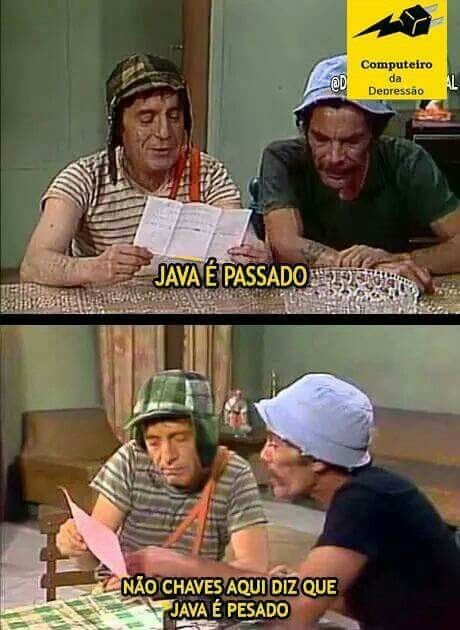 Computeiro
da
Depressão
JAVA É PASSADO
NÃO CHAVES AQUI DIZ QUE
JAVA É PESADO